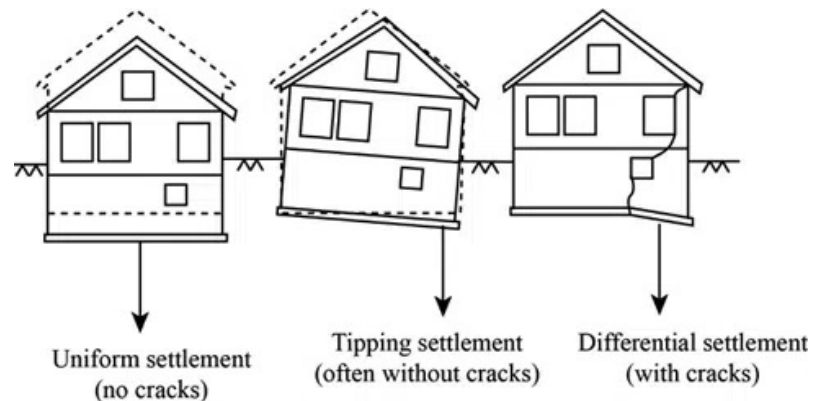 Uniform settlement
(no cracks)
Tipping settlement
(often without cracks)
Differential settlement
(with cracks)